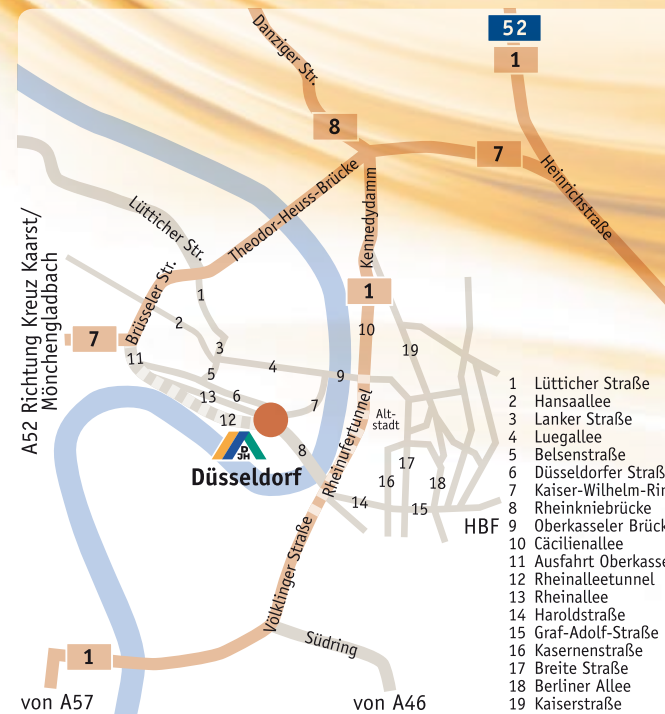 52
1
Danziger Str.
8
7
Heinrichstraße
Theodor-Heuss-Brücke
Kennedydamm
Lütticher Str.
A52 Richtung Kreuz Kaarst/
Mönchengladbach
Brüsseler Str.
1
1
2
10
7
3
19
11
4
5
9
13
6
7
12
Alt-
stadt
8
D
JH
Düsseldorf
Rheinufertunnel
17
16
18
14
15
HBF
Völklinger Straße
Südring
1
von A57
von A46
1 Lütticher Straße
2 Hansaallee
3 Lanker Straße
4 Luegallee
5 Belsenstraße
6 Düsseldorfer Straß
7 Kaiser-Wilhelm-Rin
8 Rheinkniebrücke
9 Oberkasseler Brück
10 Cäcilienallee
11 Ausfahrt Oberkasse
12 Rheinalleetunnel
13 Rheinallee
14 Haroldstraße
15 Graf-Adolf-Straße
16 Kasernenstraße
17 Breite Straße
18 Berliner Allee
19 Kaiserstraße